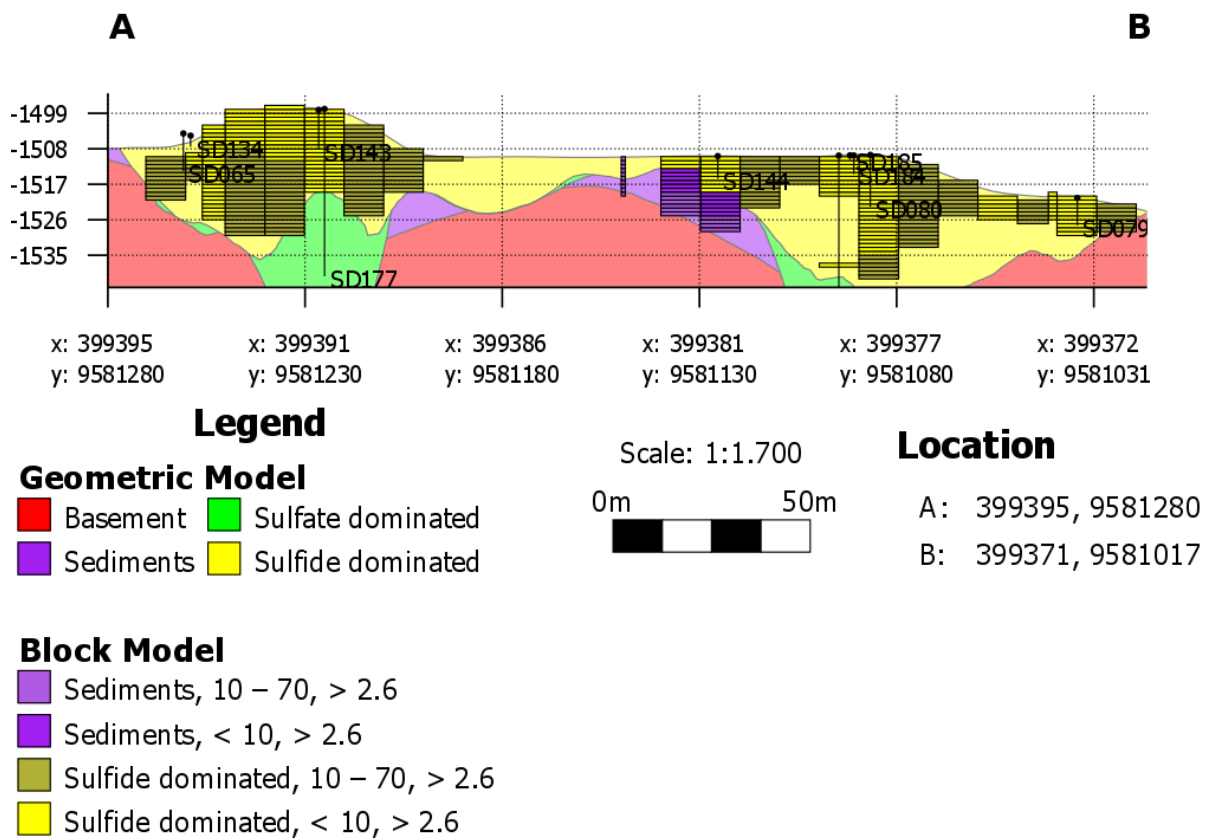 A B
-1499
-1508
-1517
-1526
-1535
SD134
SD065
SD143
SD177
SD144
SD185
SD184
SD080
SD079
x: 399395 x: 399391 x: 399386 x: 399381 x: 399377 x: 399372
y: 9581280 y: 9581230 y: 9581180 y: 9581130 y: 9581080 y: 9581031
Legend
Geometric Model
Basement Sulfate dominated
Sediments Sulfide dominated
Scale: 1:1.700
0m 50m
Location
A: 399395, 9581280
B: 399371, 9581017
Block Model
Sediments, 10 – 70, > 2.6
Sediments, < 10, > 2.6
Sulfide dominated, 10 – 70, > 2.6
Sulfide dominated, < 10, > 2.6